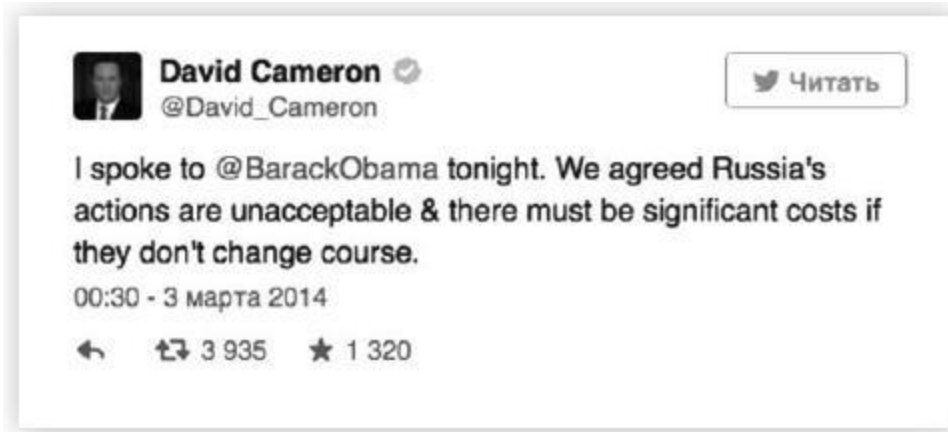 David Cameron
@David_Cameron
Читать
I spoke to @BarackObama tonight. We agreed Russia's
actions are unacceptable & there must be significant costs if
they don't change course.
00:30 - 3 марта 2014
3 935 1 320